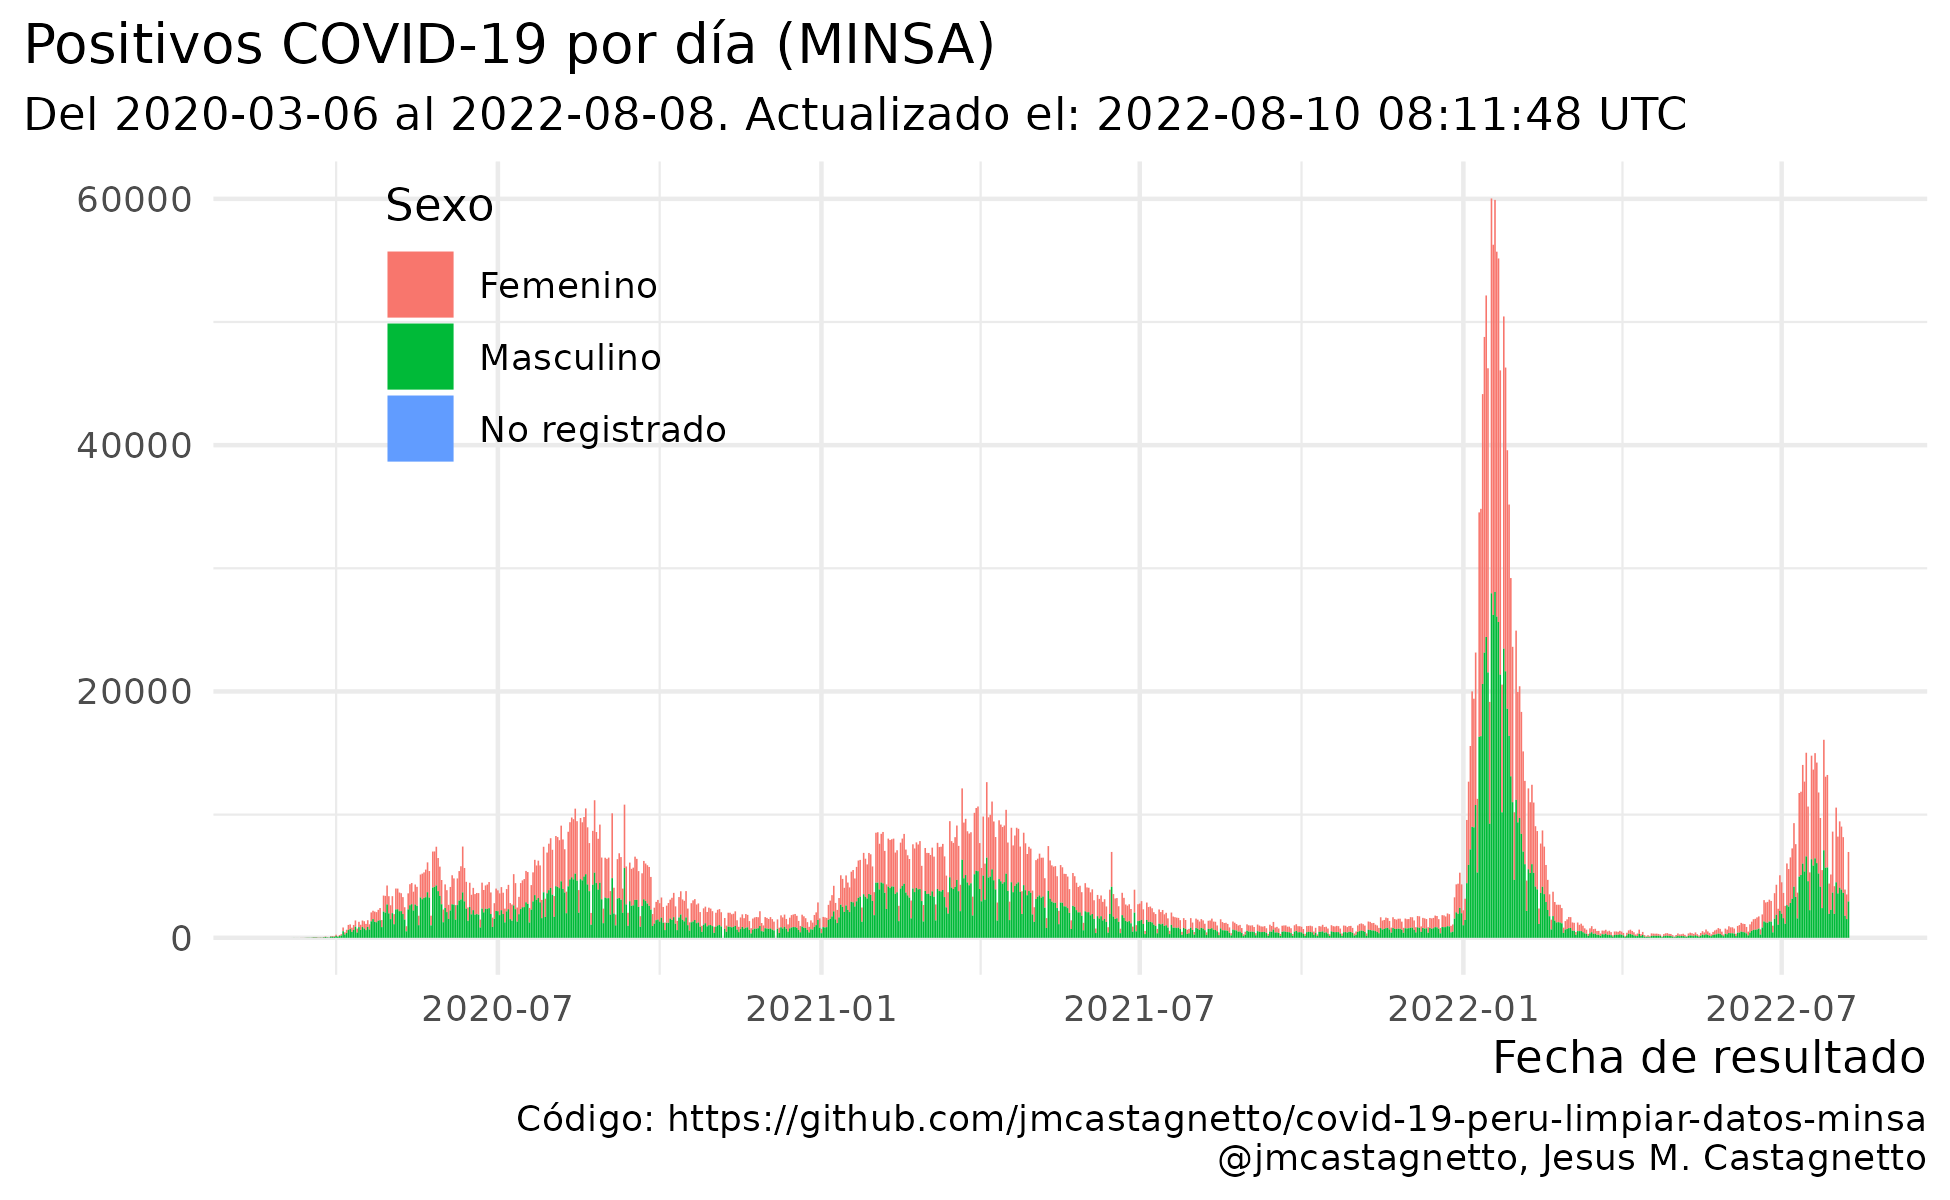 Positivos COVID-19 por día (MINSA)
Del 2020-03-06 al 2022-08-08. Actualizado el: 2022-08-10 08:11:48 UTC
60000
40000
20000
0
Sexo
Femenino
Masculino
No registrado
2020-07 2021-01 2021-07 2022-01 2022-07
Fecha de resultado
Código: https://github.com/jmcastagnetto/covid-19-peru-limpiar-datos-minsa
@jmcastagnetto, Jesus M. Castagnetto